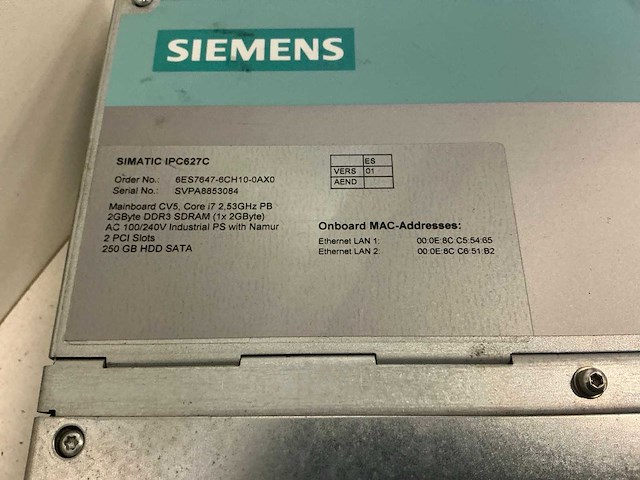 SIEMENS
SIMATIC IPC627C
Order No.: 6ES7647-6CH10-0AX0
Serial No.: SVPA8853084
Mainboard CV5, Core i7 2,53GHz PB
2GByte DDR3 SDRAM (1x 2GByte)
AC 100/240V Industrial PS with Namur
2 PCI Slots
250 GB HDD SATA
ES
VERS 01
AEND
Onboard MAC-Addresses:
Ethernet LAN 1: 00:0E:8C C5:54:65
Ethernet LAN 2: 00:0E:8C C6:51:B2